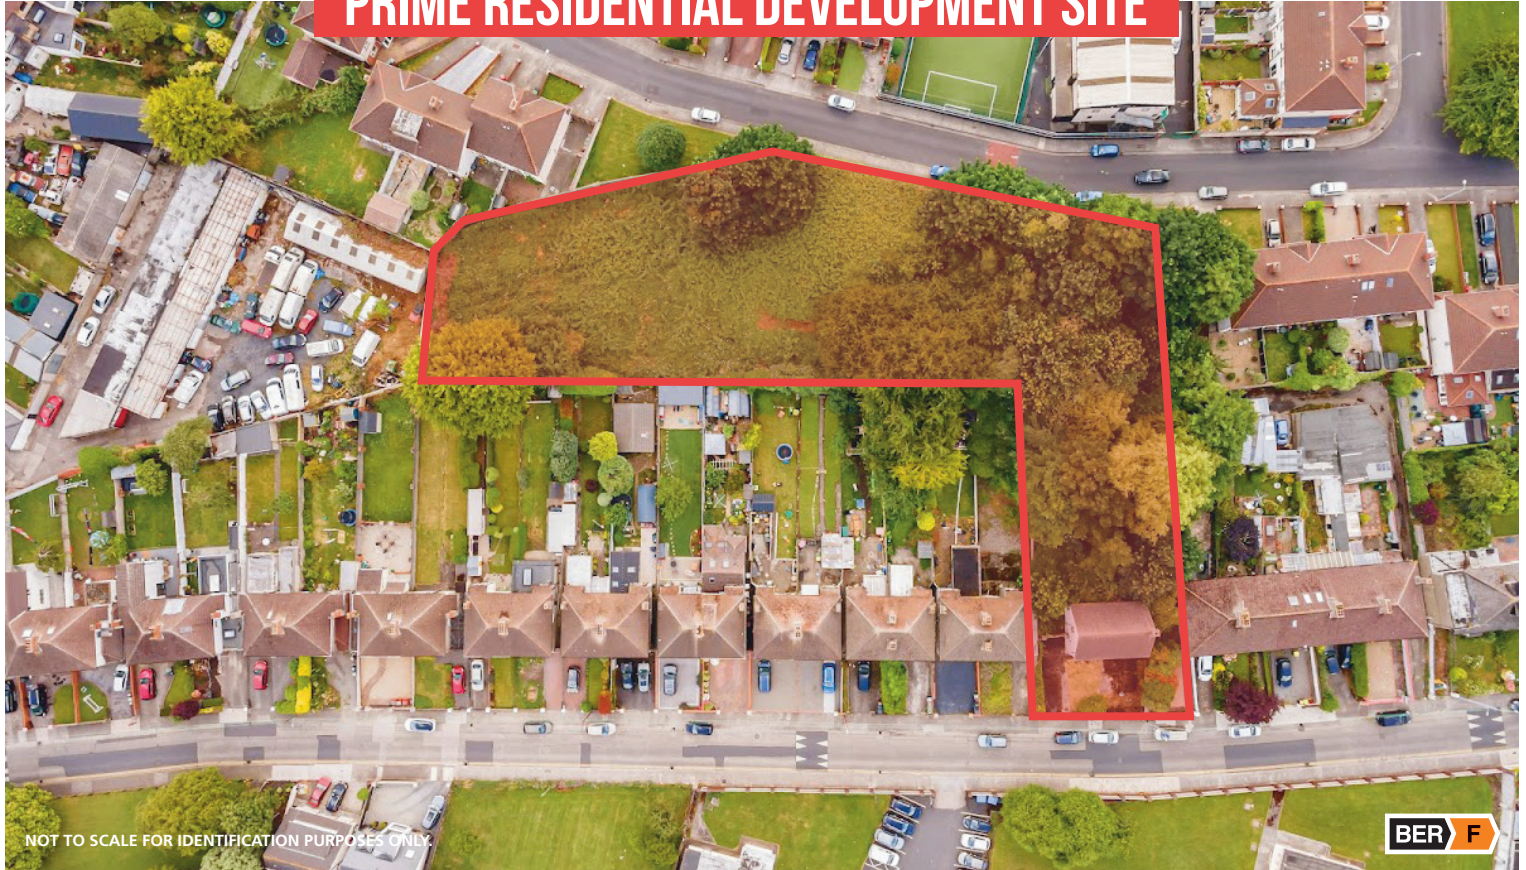 PRIME RESIDENTIAL DEVELOPMENT SITE
NOT TO SCALE FOR IDENTIFICATION PURPOSES ONLY.
BER F